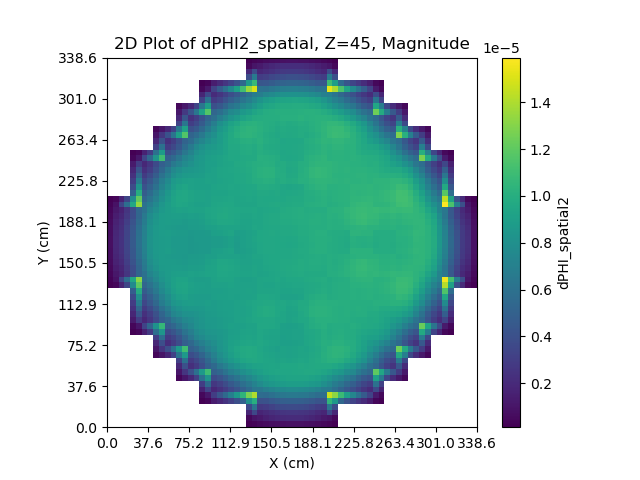 2D Plot of dPHI2_spatial, Z=45, Magnitude
1e−5
338.6
301.0
263.4
225.8
188.1
150.5
112.9
75.2
37.6
0.0
Y (cm)
0.0 37.6 75.2 112.9 150.5 188.1 225.8 263.4 301.0 338.6
X (cm)
1.4
1.2
1.0
0.8
0.6
0.4
0.2
dPHI_spatial2